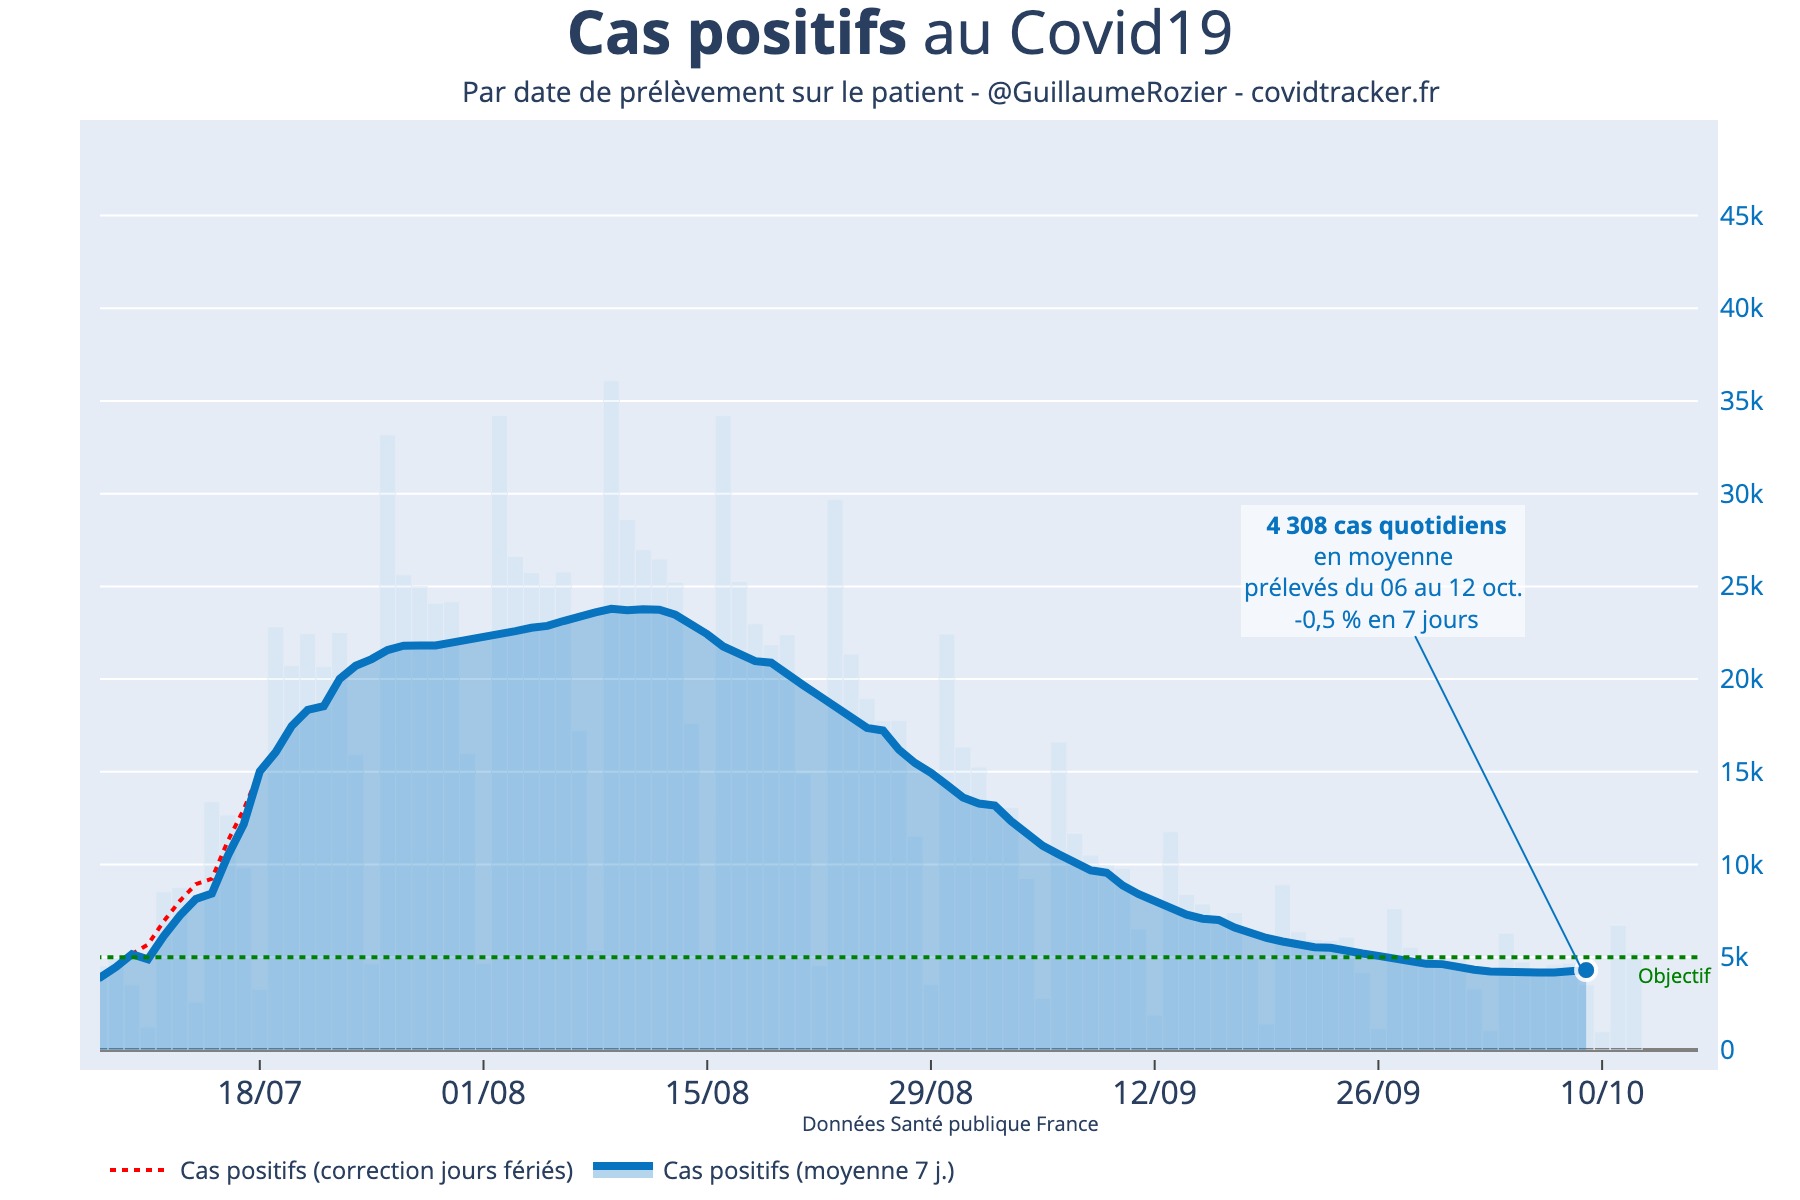 Cas positifs au Covid19
Par date de prélèvement sur le patient - @GuillaumeRozier - covidtracker.fr
45k
40k
35k
30k
25k
20k
15k
10k
5k
0
4 308 cas quotidiens
en moyenne
prélevés du 06 au 12 oct.
-0,5 % en 7 jours
Objectif
18/07 01/08 15/08 29/08 12/09 26/09 10/10
Données Santé publique France
Cas positifs (correction jours fériés) Cas positifs (moyenne 7 j.)